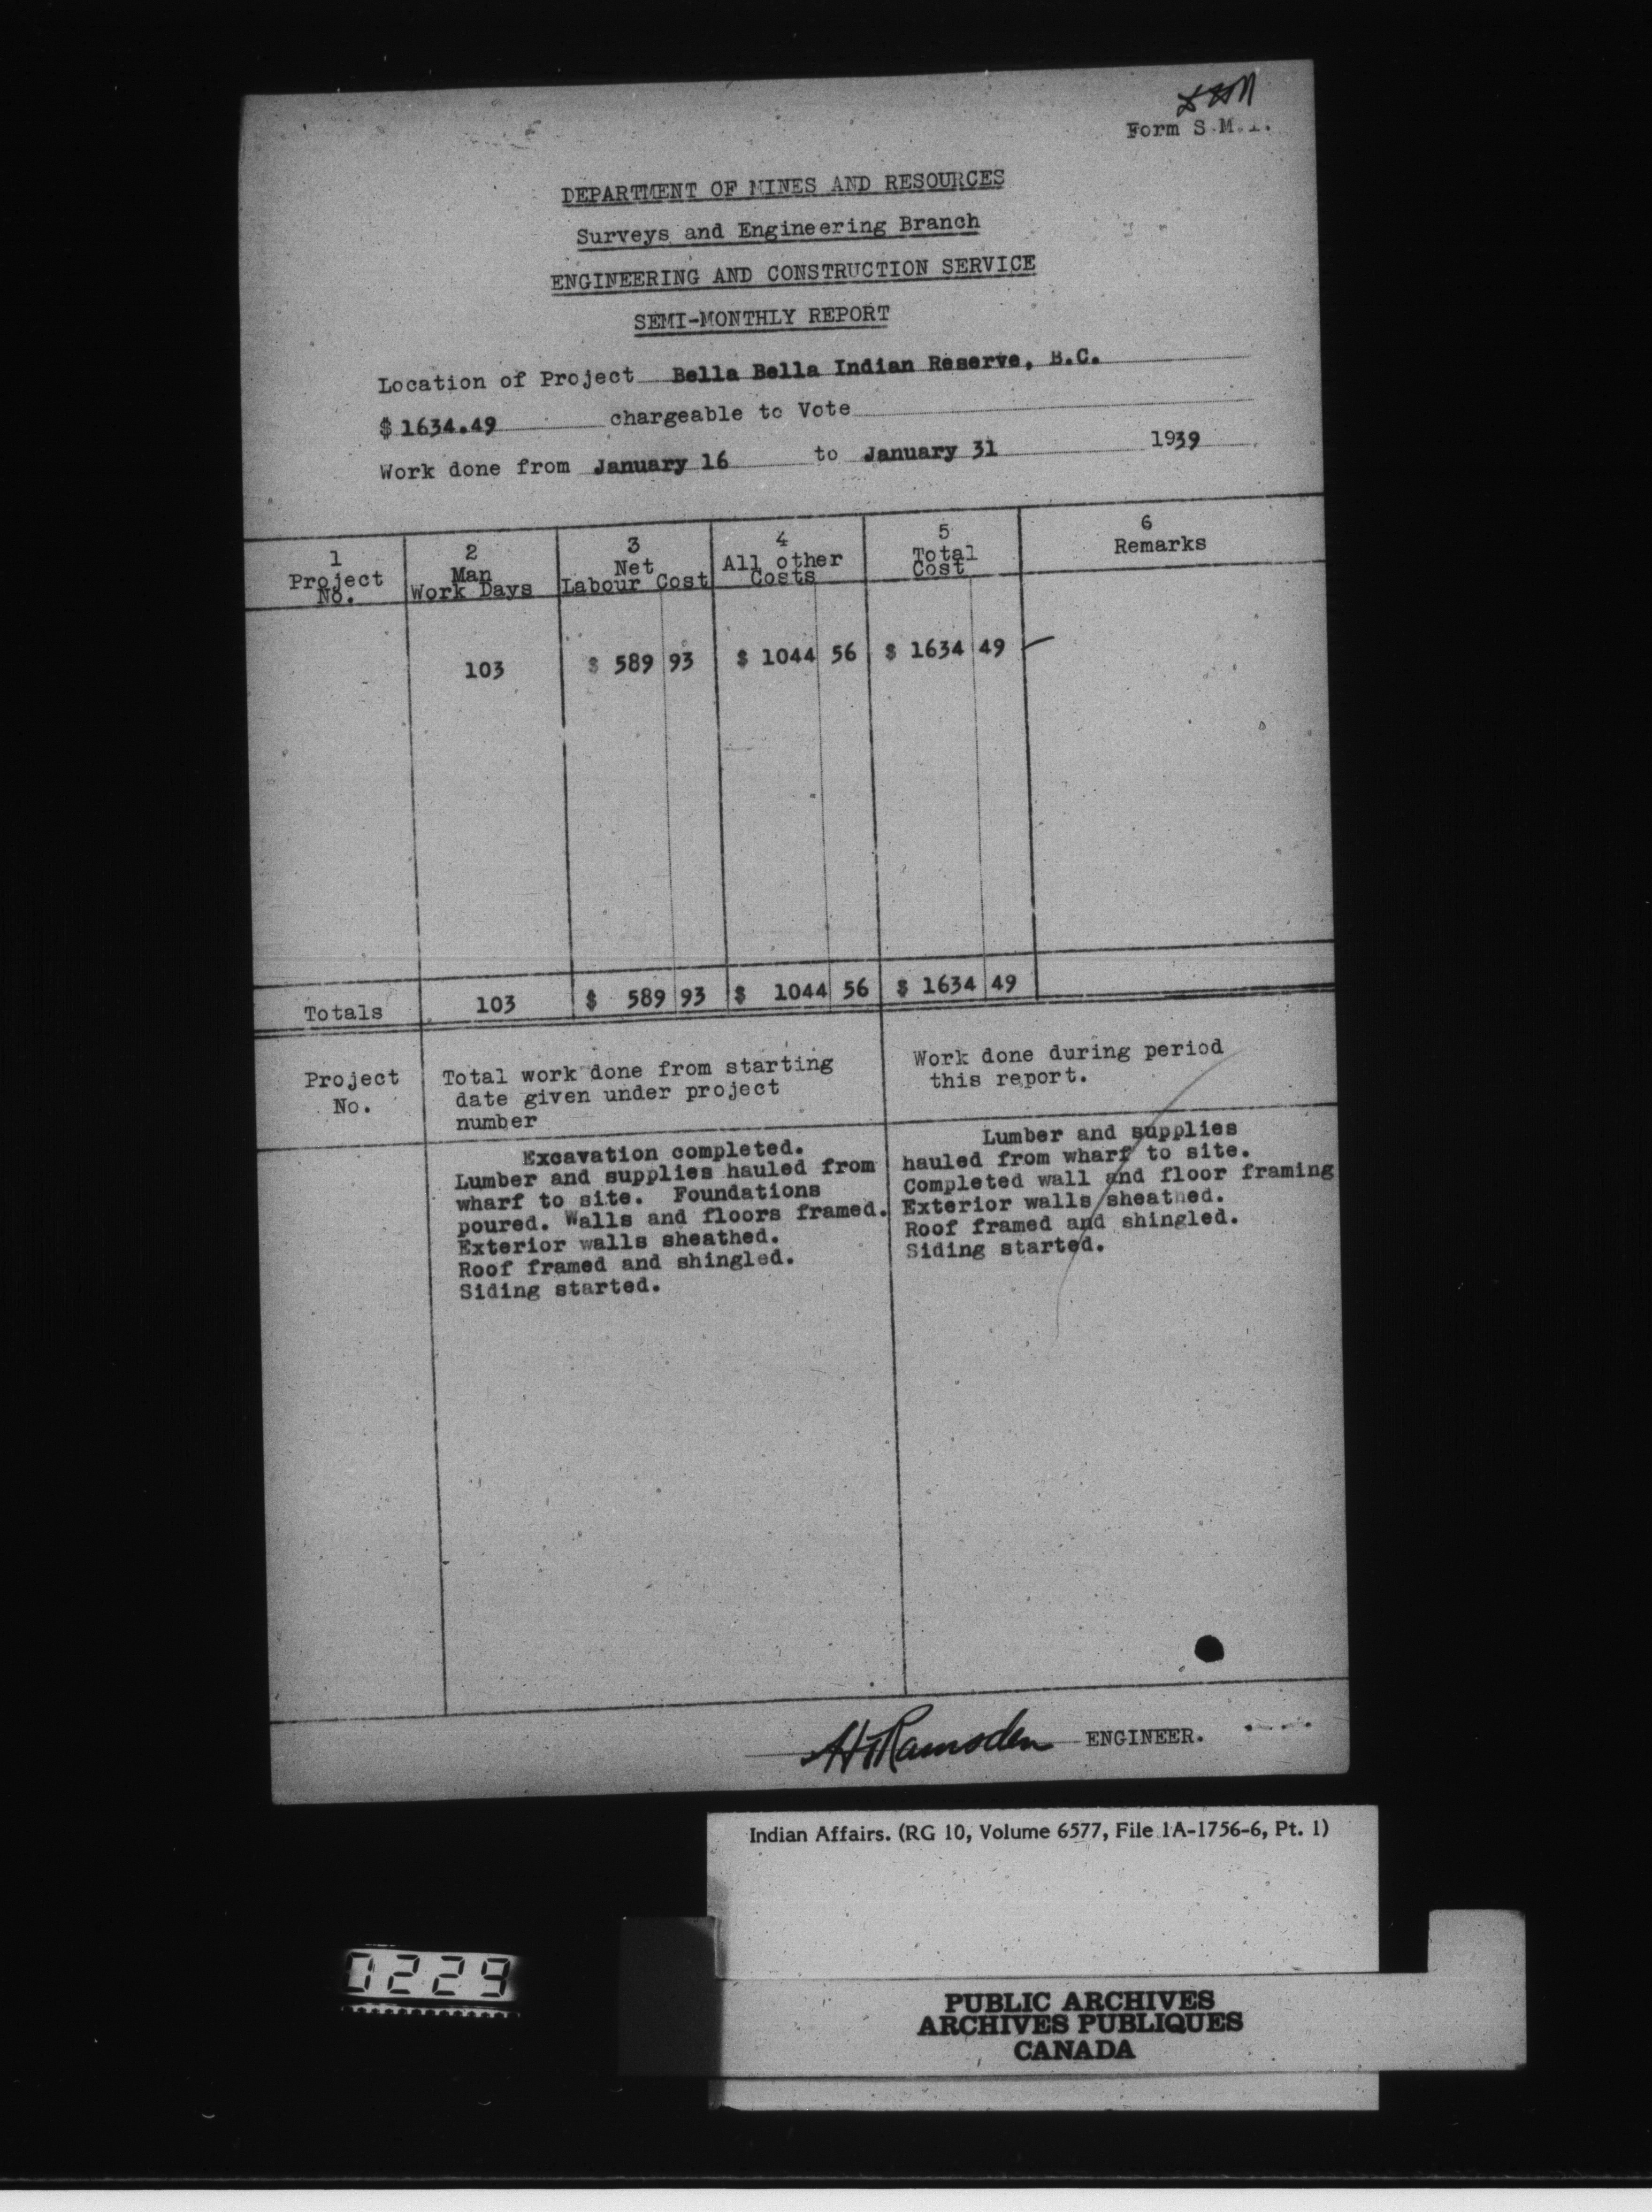 Form S.M.1.
DEPARTMENT OF MINES AND RESOURCES
Surveys and Engineering Branch
ENGINEERING AND CONSTRUCTION SERVICE
SEMI-MONTHLY REPORT
Location of Project Bella Bella Indian Reserve, B.C.
$ 1634.49 chargeable to Vote
Work done from January 16 to January 31 1939
1 2 3 4 5 6
Project No. Man Work Days Net Labour Cost All other Costs Total Cost Remarks
103 $ 589 93 $ 1044 56 $ 1634 49
Totals 103 $ 589 93 $ 1044 56 $ 1634 49
Project
No.
Total work done from starting
date given under project
number
Work done during period
this report.
Excavation completed.
Lumber and supplies hauled from
wharf to site. Foundations
poured. Walls and floors framed.
Exterior walls sheathed.
Roof framed and shingled.
Siding started.
Lumber and supplies
hauled from wharf to site.
Completed wall and floor framing
Exterior walls sheathed.
Roof framed and shingled.
Siding started.
Ramsden ENGINEER.
Indian Affairs. (RG 10, Volume 6577, File 1A-1756-6, Pt. 1)
0229
PUBLIC ARCHIVES
ARCHIVES PUBLIQUES
CANADA